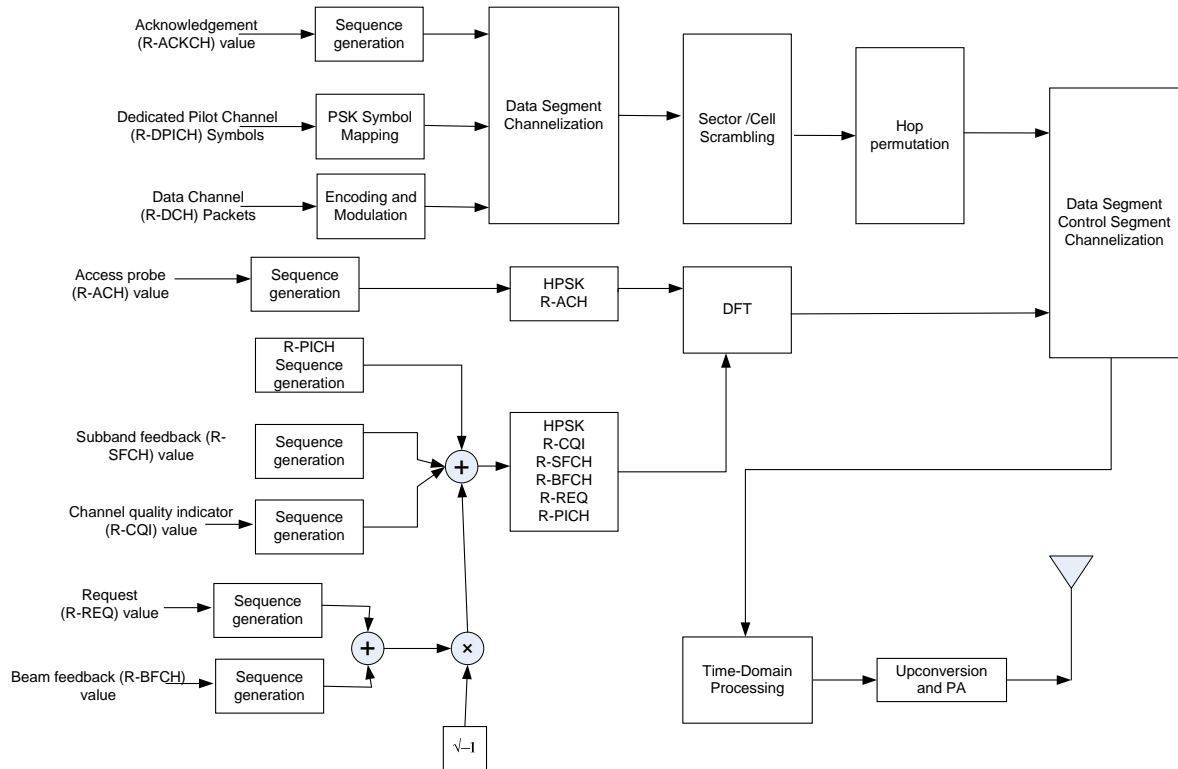 Acknowledgement
(R-ACKCH) value
Sequence
generation
Dedicated Pilot Channel
(R-DPICH) Symbols
PSK Symbol
Mapping
Data Channel
(R-DCH) Packets
Encoding and
Modulation
Data Segment
Channelization
Sector /Cell
Scrambling
Hop
permutation
Data Segment
Control Segment
Channelization
Access probe
(R-ACH) value
Sequence
generation
HPSK
R-ACH
DFT
R-PICH
Sequence
generation
Subband feedback (R-
SFCH) value
Sequence
generation
Channel quality indicator
(R-CQI) value
Sequence
generation
+
HPSK
R-CQI
R-SFCH
R-BFCH
R-REQ
R-PICH
Request
(R-REQ) value
Sequence
generation
Beam feedback (R-BFCH)
value
Sequence
generation
+
×
√–1
Time-Domain
Processing
Upconversion
and PA